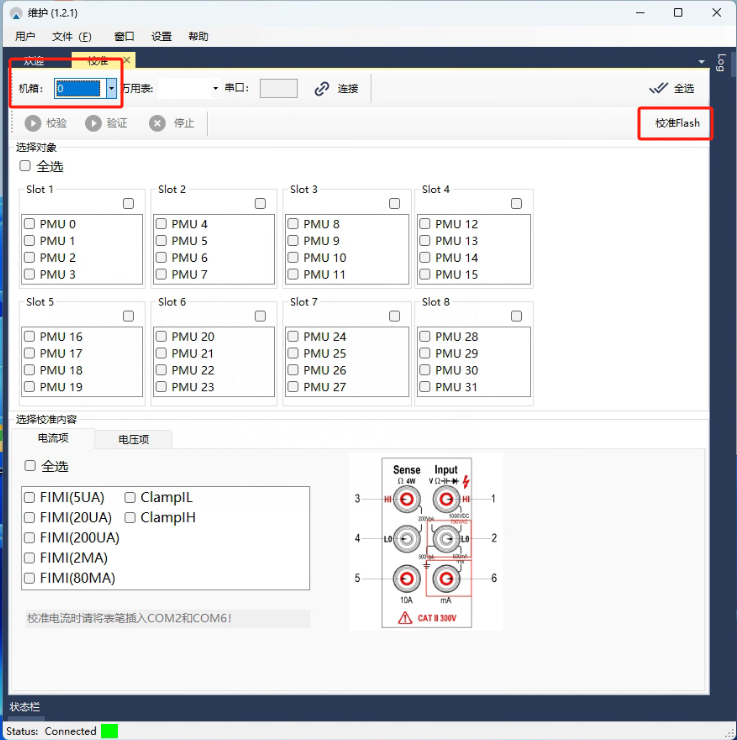 维护 (1.2.1)
用户 文件 (F) 窗口 设置 帮助
欢迎 校准 Log
机箱: 0 万用表: 串口: 连接 全选
校验 验证 停止 校准Flash
选择对象
全选
Slot 1 Slot 2 Slot 3 Slot 4
PMU 0 PMU 4 PMU 8 PMU 12
PMU 1 PMU 5 PMU 9 PMU 13
PMU 2 PMU 6 PMU 10 PMU 14
PMU 3 PMU 7 PMU 11 PMU 15
Slot 5 Slot 6 Slot 7 Slot 8
PMU 16 PMU 20 PMU 24 PMU 28
PMU 17 PMU 21 PMU 25 PMU 29
PMU 18 PMU 22 PMU 26 PMU 30
PMU 19 PMU 23 PMU 27 PMU 31
选择校准内容
电流项 电压项
全选
FIMI(5UA) ClampIL
FIMI(20UA) ClampIH
FIMI(200UA)
FIMI(2MA)
FIMI(80MA)
校准电流时请将表笔插入COM2和COM6!
Sense Input
Ω 4W V Ω
3 HI HI 1
4 LO LO 2
5 6
10A mA
CAT II 300V
状态栏
Status: Connected